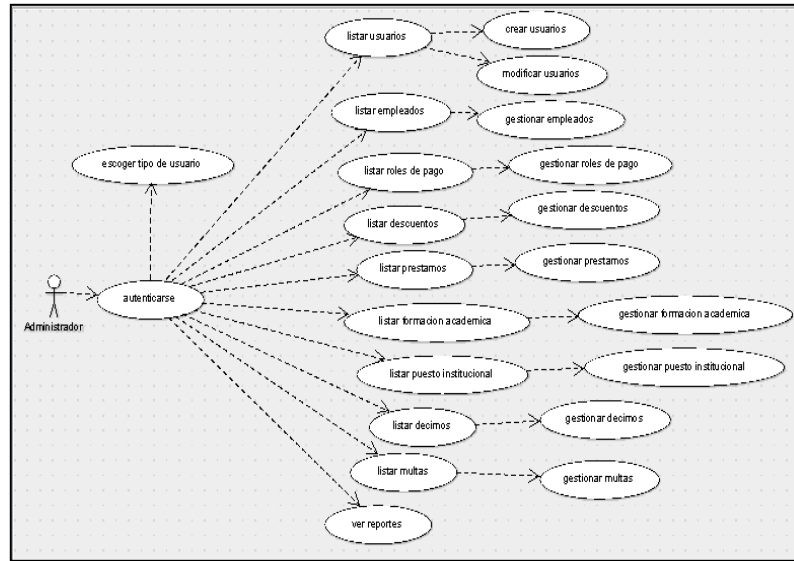 listar usuarios
crear usuarios
modificar usuarios
listar empleados
gestionar empleados
escoger tipo de usuario
listar roles de pago
gestionar roles de pago
listar descuentos
gestionar descuentos
listar prestamos
gestionar prestamos
autenticarse
Administrador
listar formacion academica
gestionar formacion academica
listar puesto institucional
gestionar puesto institucional
listar decimos
gestionar decimos
listar multas
gestionar multas
ver reportes